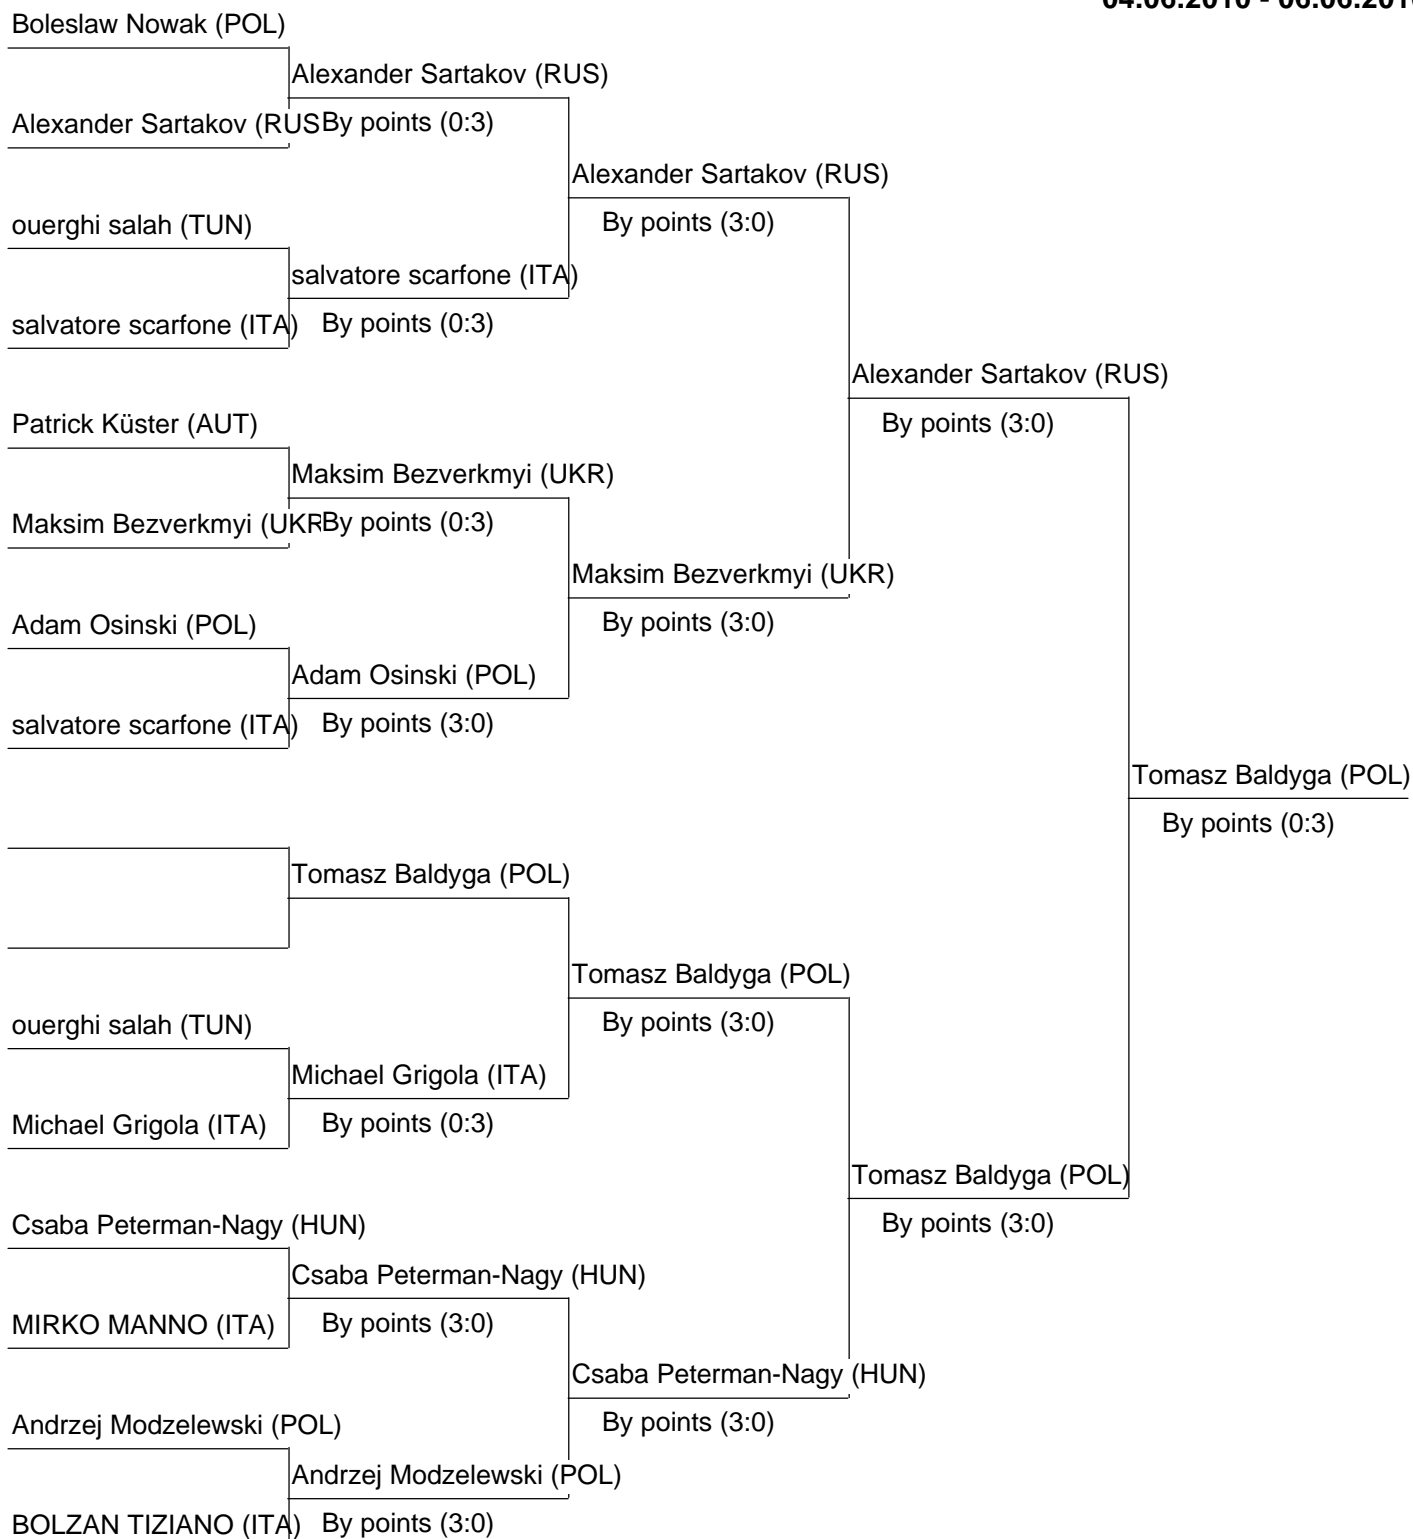 04.06.2010 - 06.06.201
Boleslaw Nowak (POL)
Alexander Sartakov (RUS)
Alexander Sartakov (RUS
By points (0:3)
Alexander Sartakov (RUS)
By points (3:0)
ouerghi salah (TUN)
salvatore scarfone (ITA)
salvatore scarfone (ITA)
By points (0:3)
Alexander Sartakov (RUS)
By points (3:0)
Patrick Küster (AUT)
Maksim Bezverkmyi (UKR)
Maksim Bezverkmyi (UKR
By points (0:3)
Maksim Bezverkmyi (UKR)
By points (3:0)
Adam Osinski (POL)
Adam Osinski (POL)
salvatore scarfone (ITA)
By points (3:0)
Tomasz Baldyga (POL)
By points (0:3)
Tomasz Baldyga (POL)
Tomasz Baldyga (POL)
By points (3:0)
ouerghi salah (TUN)
Michael Grigola (ITA)
Michael Grigola (ITA)
By points (0:3)
Tomasz Baldyga (POL)
By points (3:0)
Csaba Peterman-Nagy (HUN)
Csaba Peterman-Nagy (HUN)
MIRKO MANNO (ITA)
By points (3:0)
Csaba Peterman-Nagy (HUN)
By points (3:0)
Andrzej Modzelewski (POL)
Andrzej Modzelewski (POL)
BOLZAN TIZIANO (ITA)
By points (3:0)